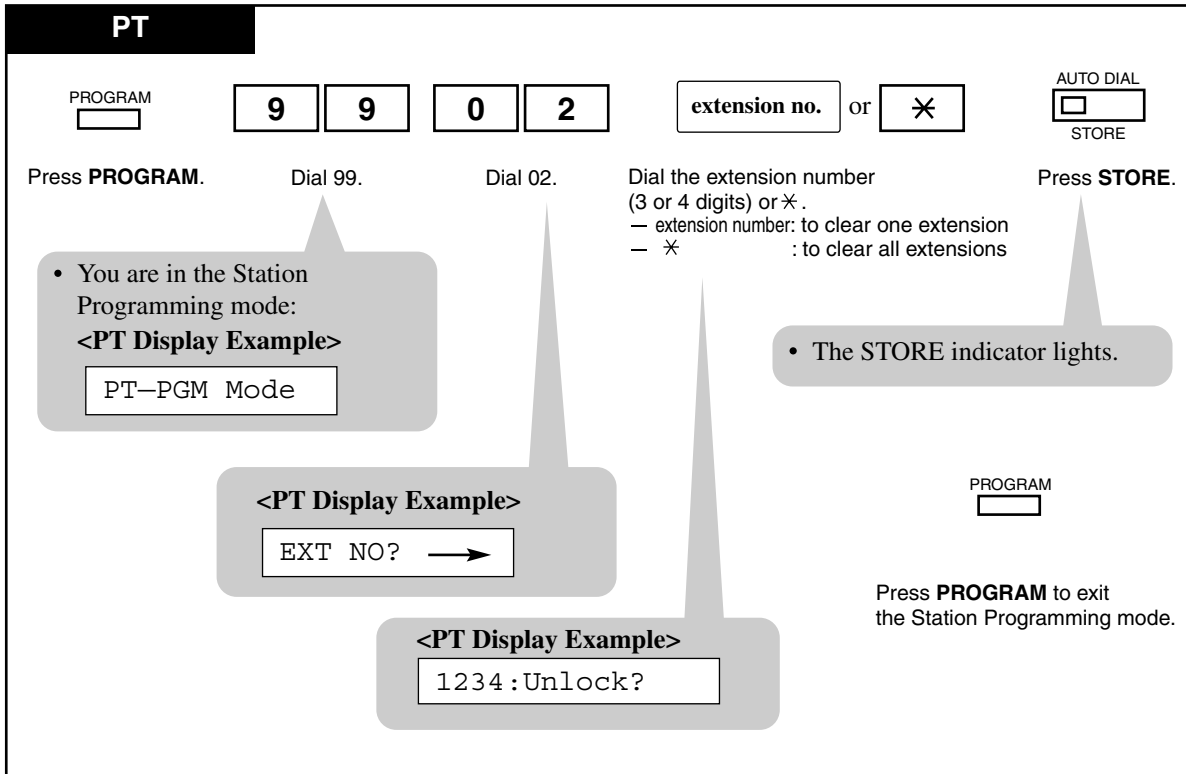 PT
PROGRAM
9 9 0 2
extension no. or ✳
AUTO DIAL
STORE
Press PROGRAM.
Dial 99.
Dial 02.
Dial the extension number
(3 or 4 digits) or ✳.
— extension number: to clear one extension
— ✳ : to clear all extensions
Press STORE.
• You are in the Station
Programming mode:
<PT Display Example>
PT—PGM Mode
• The STORE indicator lights.
<PT Display Example>
EXT NO? →
PROGRAM
Press PROGRAM to exit
the Station Programming mode.
<PT Display Example>
1234:Unlock?